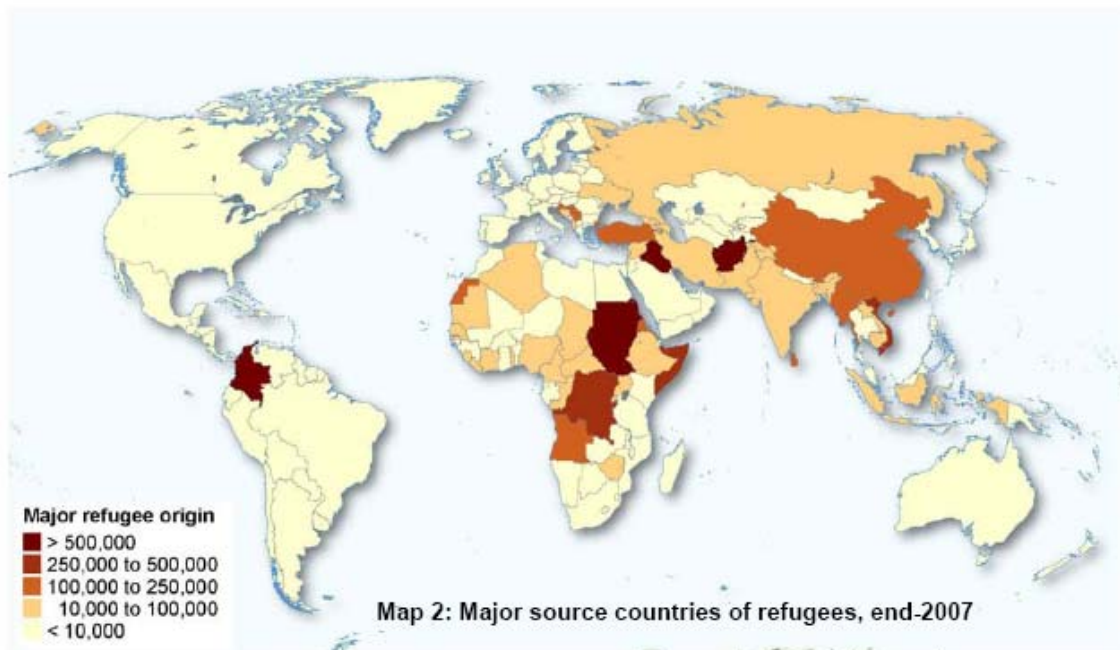 Major refugee origin
> 500,000
250,000 to 500,000
100,000 to 250,000
10,000 to 100,000
< 10,000
Map 2: Major source countries of refugees, end-2007